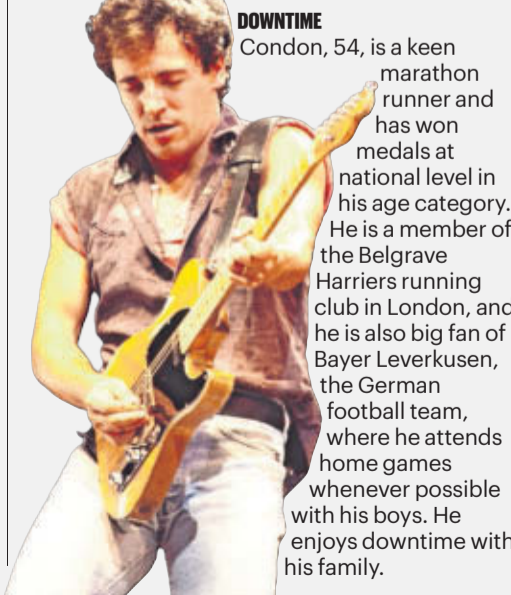 DOWNTIME
Condon, 54, is a keen
marathon
runner and
has won
medals at
national level in
his age category.
He is a member of
the Belgrave
Harriers running
club in London, and
he is also big fan of
Bayer Leverkusen,
the German
football team,
where he attends
home games
whenever possible
with his boys. He
enjoys downtime with
his family.